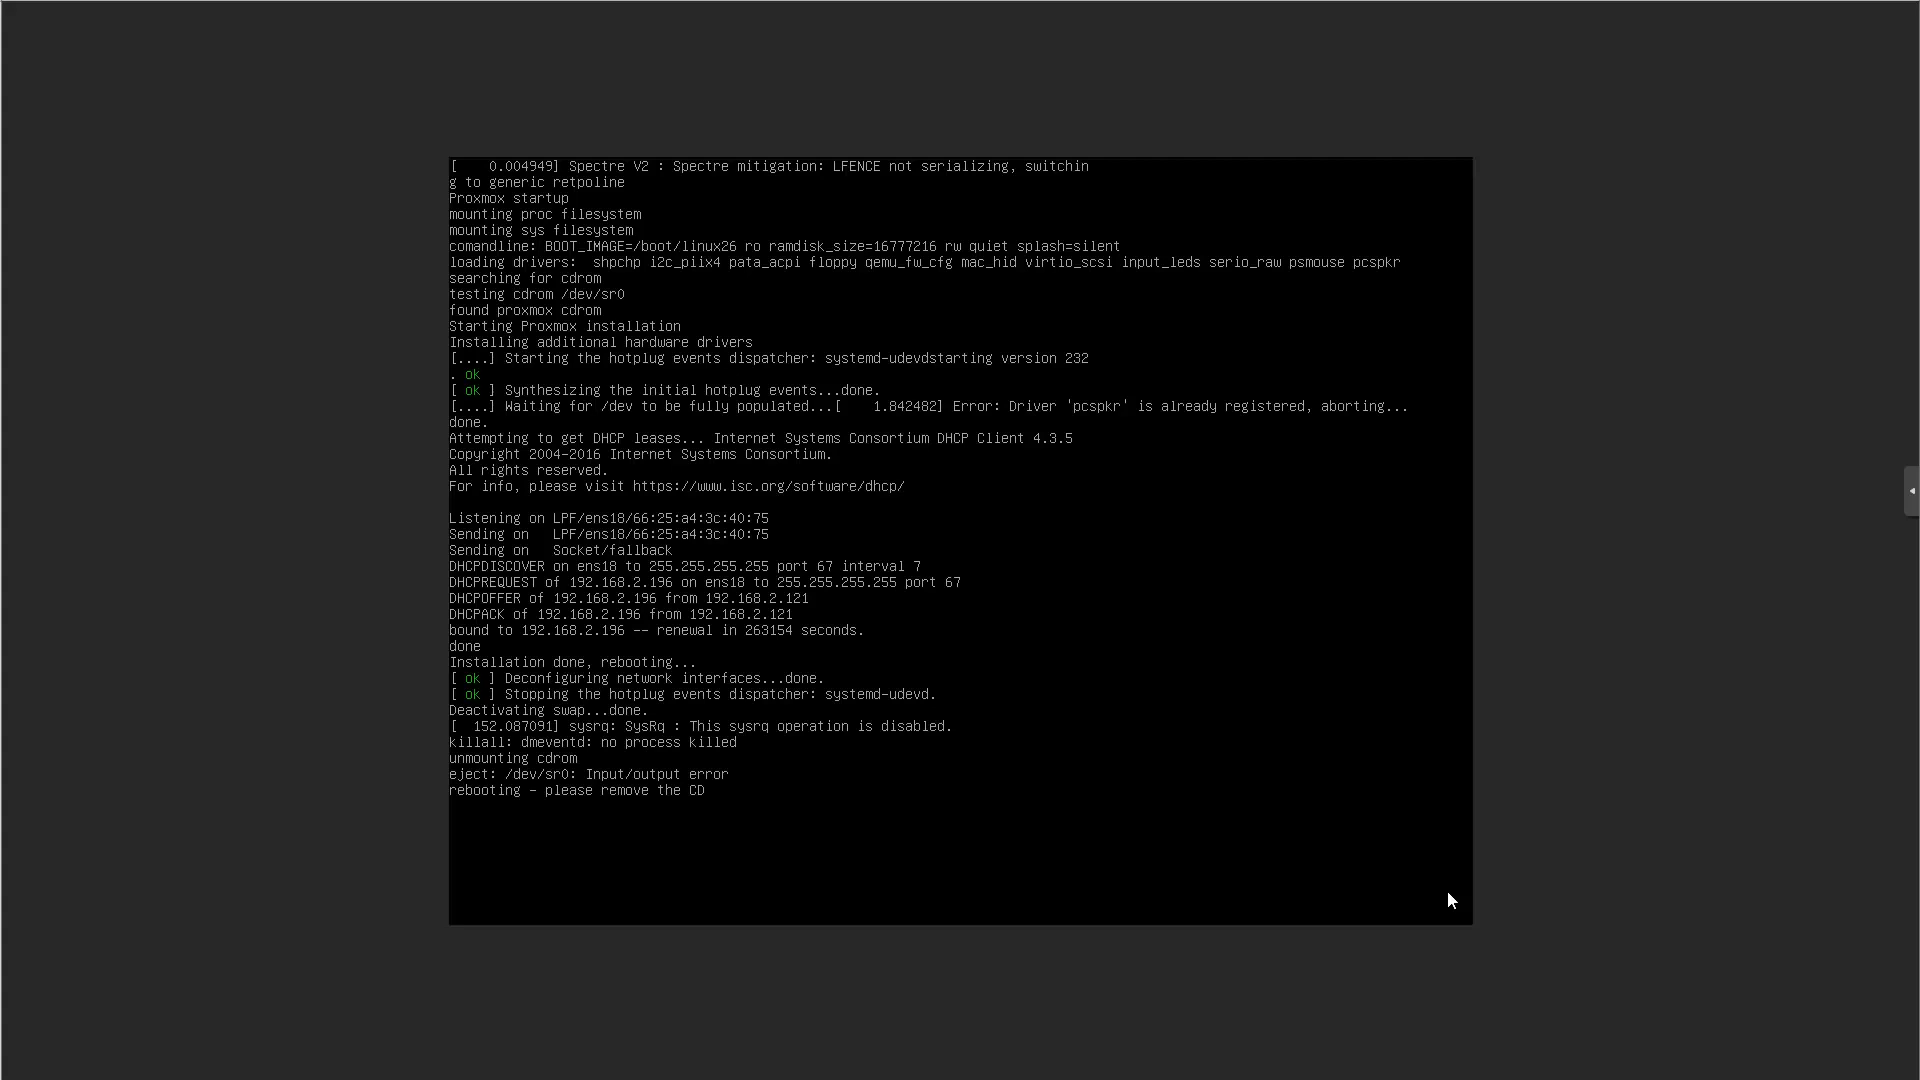 [    0.004949] Spectre V2 : Spectre mitigation: LFENCE not serializing, switchin
g to generic retpoline
Proxmox startup
mounting proc filesystem
mounting sys filesystem
comandline: BOOT_IMAGE=/boot/linux26 ro ramdisk_size=16777216 rw quiet splash=silent
loading drivers:  shpchp i2c_piix4 pata_acpi floppy qemu_fw_cfg mac_hid virtio_scsi input_leds serio_raw psmouse pcspkr
searching for cdrom
testing cdrom /dev/sr0
found proxmox cdrom
Starting Proxmox installation
Installing additional hardware drivers
[....] Starting the hotplug events dispatcher: systemd-udevdstarting version 232
. ok
[ ok ] Synthesizing the initial hotplug events...done.
[....] Waiting for /dev to be fully populated...[    1.842482] Error: Driver 'pcspkr' is already registered, aborting...
done.
Attempting to get DHCP leases... Internet Systems Consortium DHCP Client 4.3.5
Copyright 2004-2016 Internet Systems Consortium.
All rights reserved.
For info, please visit https://www.isc.org/software/dhcp/

Listening on LPF/ens18/66:25:a4:3c:40:75
Sending on   LPF/ens18/66:25:a4:3c:40:75
Sending on   Socket/fallback
DHCPDISCOVER on ens18 to 255.255.255.255 port 67 interval 7
DHCPREQUEST of 192.168.2.196 on ens18 to 255.255.255.255 port 67
DHCPOFFER of 192.168.2.196 from 192.168.2.121
DHCPACK of 192.168.2.196 from 192.168.2.121
bound to 192.168.2.196 -- renewal in 263154 seconds.
done
Installation done, rebooting...
[ ok ] Deconfiguring network interfaces...done.
[ ok ] Stopping the hotplug events dispatcher: systemd-udevd.
Deactivating swap...done.
[  152.087091] sysrq: SysRq : This sysrq operation is disabled.
killall: dmeventd: no process killed
unmounting cdrom
eject: /dev/sr0: Input/output error
rebooting - please remove the CD